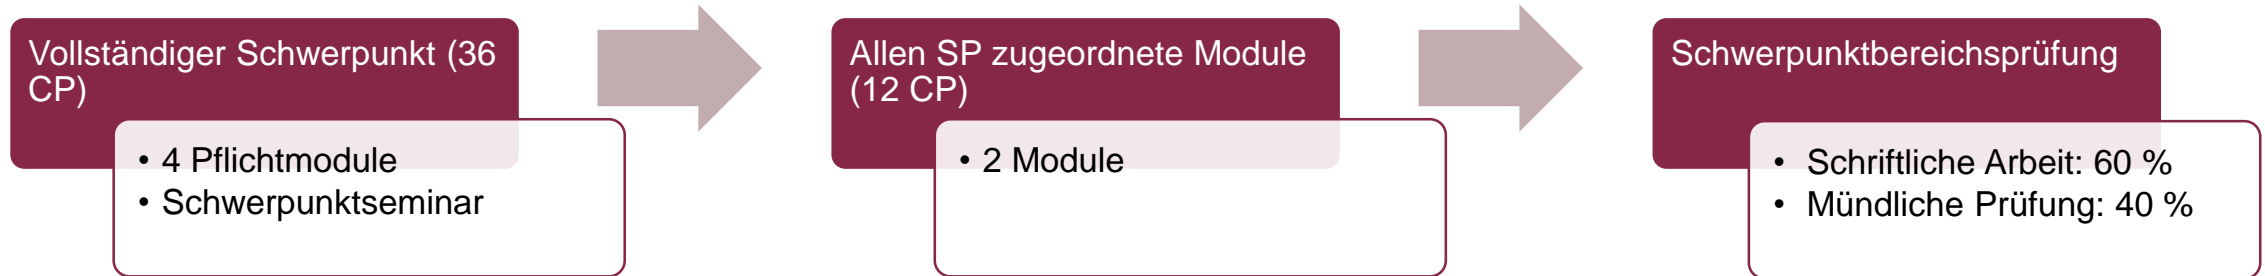 Vollständiger Schwerpunkt (36
CP)
• 4 Pflichtmodule
• Schwerpunktseminar
Allen SP zugeordnete Module
(12 CP)
• 2 Module
Schwerpunktbereichsprüfung
• Schriftliche Arbeit: 60 %
• Mündliche Prüfung: 40 %